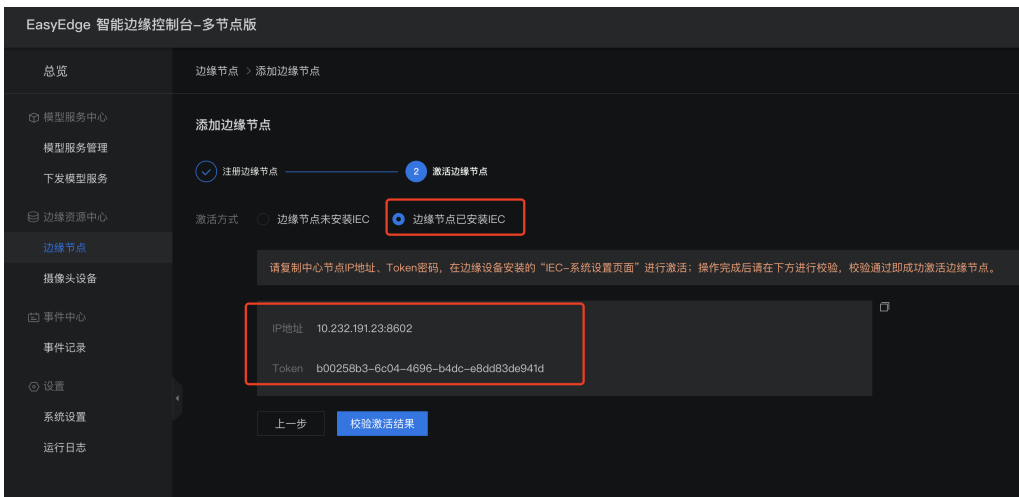 EasyEdge 智能边缘控制台–多节点版
总览
边缘节点 > 添加边缘节点
模型服务中心
模型服务管理
下发模型服务
边缘资源中心
边缘节点
摄像头设备
事件中心
事件记录
设置
系统设置
运行日志
添加边缘节点
注册边缘节点
2 激活边缘节点
激活方式 边缘节点未安装IEC 边缘节点已安装IEC
请复制中心节点IP地址、Token密码，在边缘设备安装的“IEC–系统设置页面”进行激活；操作完成后请在下方进行校验，校验通过即成功激活边缘节点。
IP地址 10.232.191.23:8602
Token b00258b3–6c04–4696–b4dc–e8dd83de941d
上一步 校验激活结果